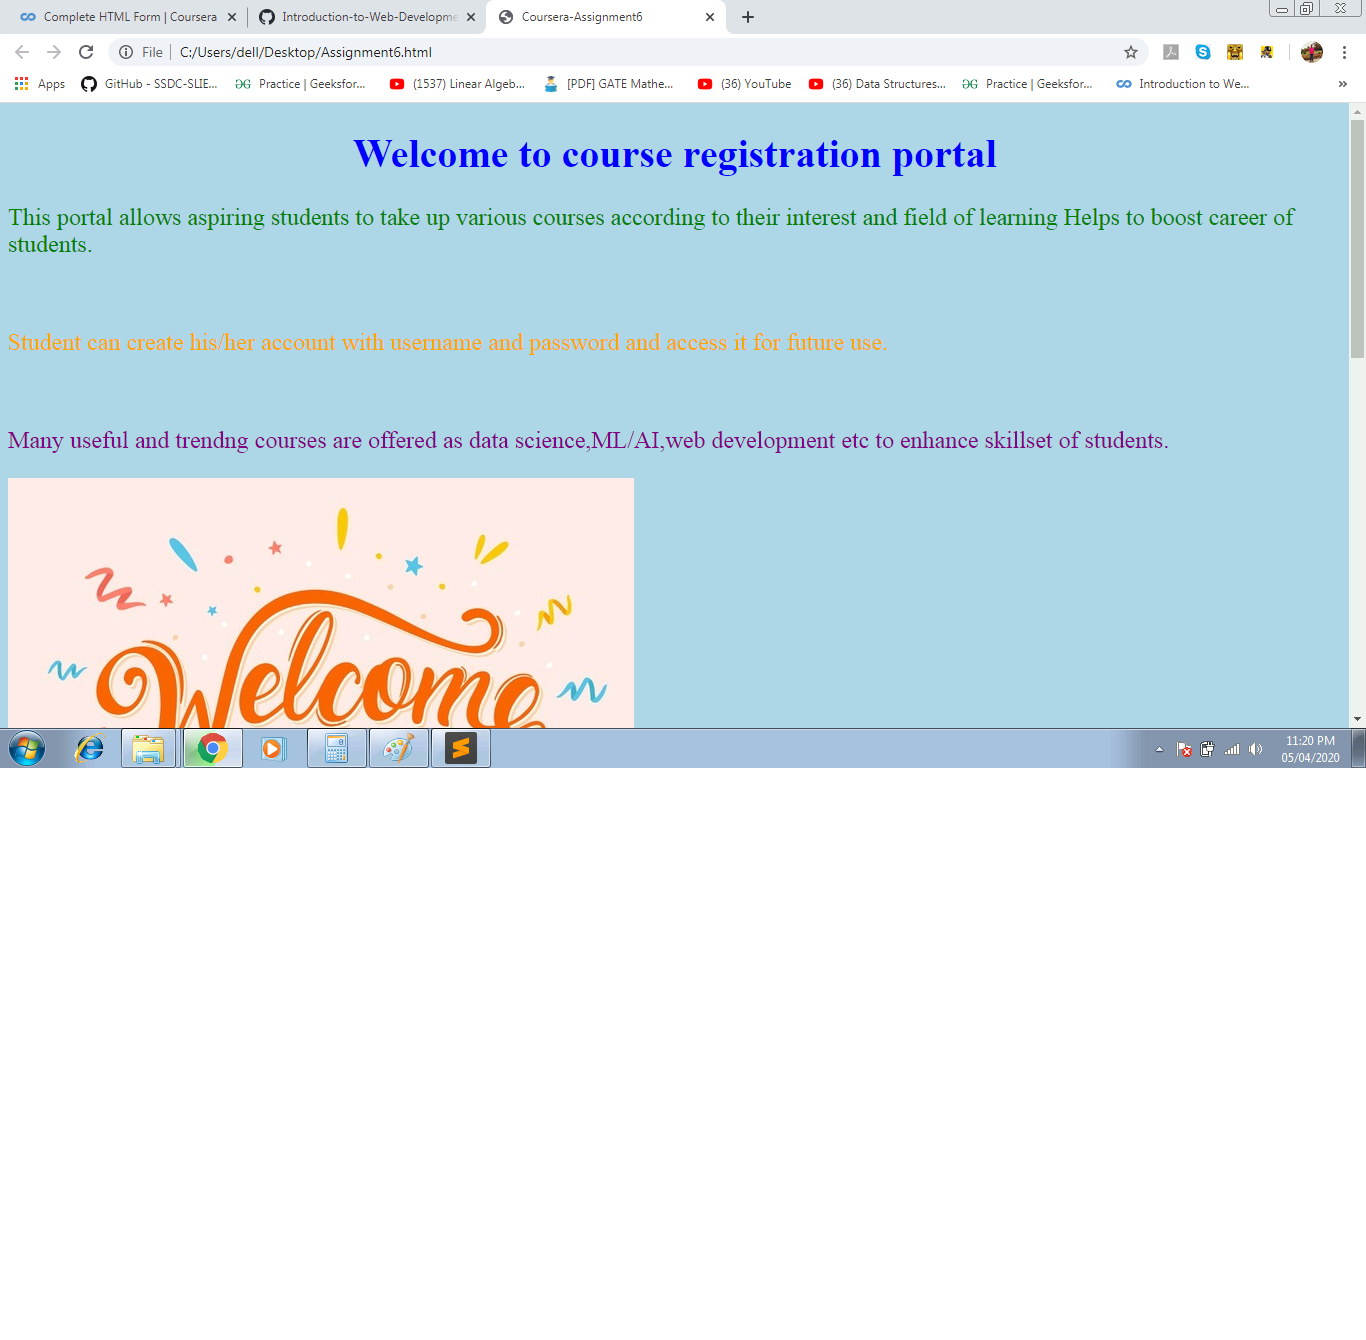 Complete HTML Form | Coursera
Introduction-to-Web-Developme
Coursera-Assignment6
File | C:/Users/dell/Desktop/Assignment6.html
Apps
GitHub - SSDC-SLIE...
Practice | Geeksfor...
(1537) Linear Algeb...
[PDF] GATE Mathe...
(36) YouTube
(36) Data Structures...
Practice | Geeksfor...
Introduction to We...
Welcome to course registration portal
This portal allows aspiring students to take up various courses according to their interest and field of learning Helps to boost career of
students.
Student can create his/her account with username and password and access it for future use.
Many useful and trendng courses are offered as data science,ML/AI,web development etc to enhance skillset of students.
Welcome
11:20 PM
05/04/2020